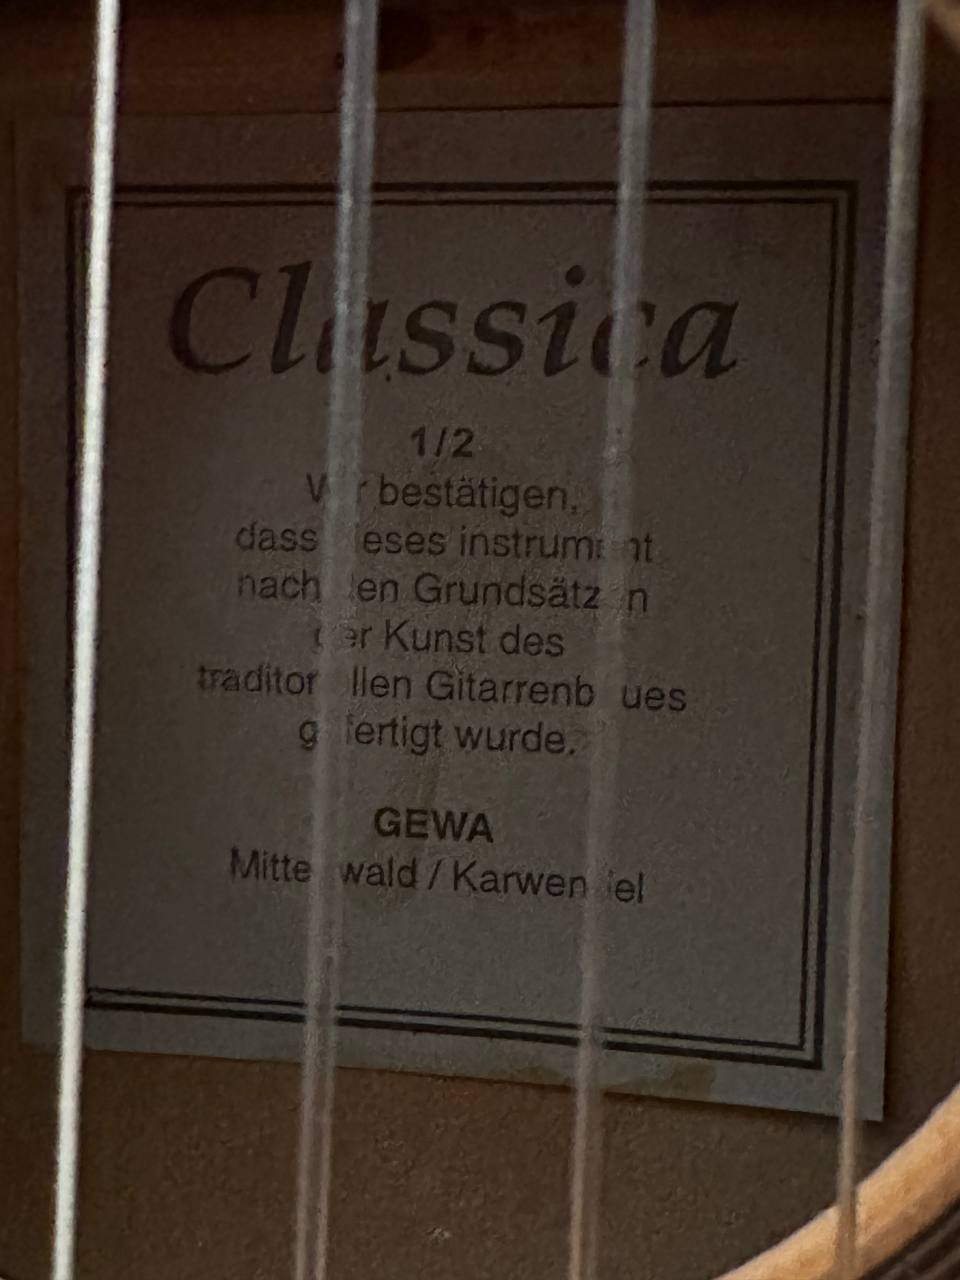 Classica
1/2
Wir bestätigen,
dass dieses instrument
nach den Grundsätzen
der Kunst des
traditorellen Gitarrenbaues
gefertigt wurde.
GEWA
Mittenwald / Karwendel